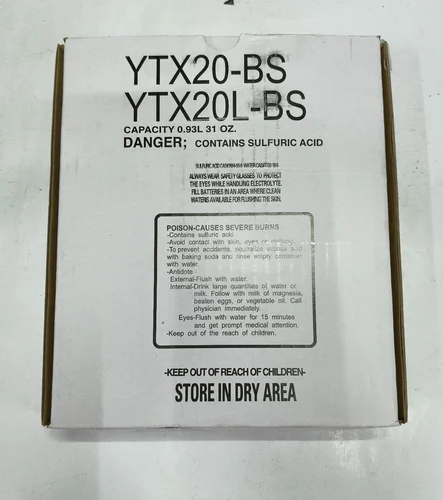 YTX20-BS
YTX20L-BS
CAPACITY 0.93L 31 OZ.
DANGER; CONTAINS SULFURIC ACID
SULFURIC ACID WATER
ALWAYS WEAR SAFETY GLASSES TO PROTECT
THE EYES WHILE HANDLING ELECTROLYTE.
FILL BATTERIES IN AN AREA WHERE CLEAN
WATER IS AVAILABLE FOR FLUSHING THE SKIN.
POISON-CAUSES SEVERE BURNS
-Contains sulfuric acid.
-Avoid contact with skin, eyes or clothing.
-To prevent accidents, neutralize excess acid
with baking soda and rinse empty container
with water.
-Antidote:
External-Flush with water.
Internal-Drink large quantities of water or
milk. Follow with milk of magnesia,
beaten eggs, or vegetable oil. Call
physician immediately.
Eyes-Flush with water for 15 minutes
and get prompt medical attention.
-Keep out of the reach of children.
-KEEP OUT OF REACH OF CHILDREN-
STORE IN DRY AREA